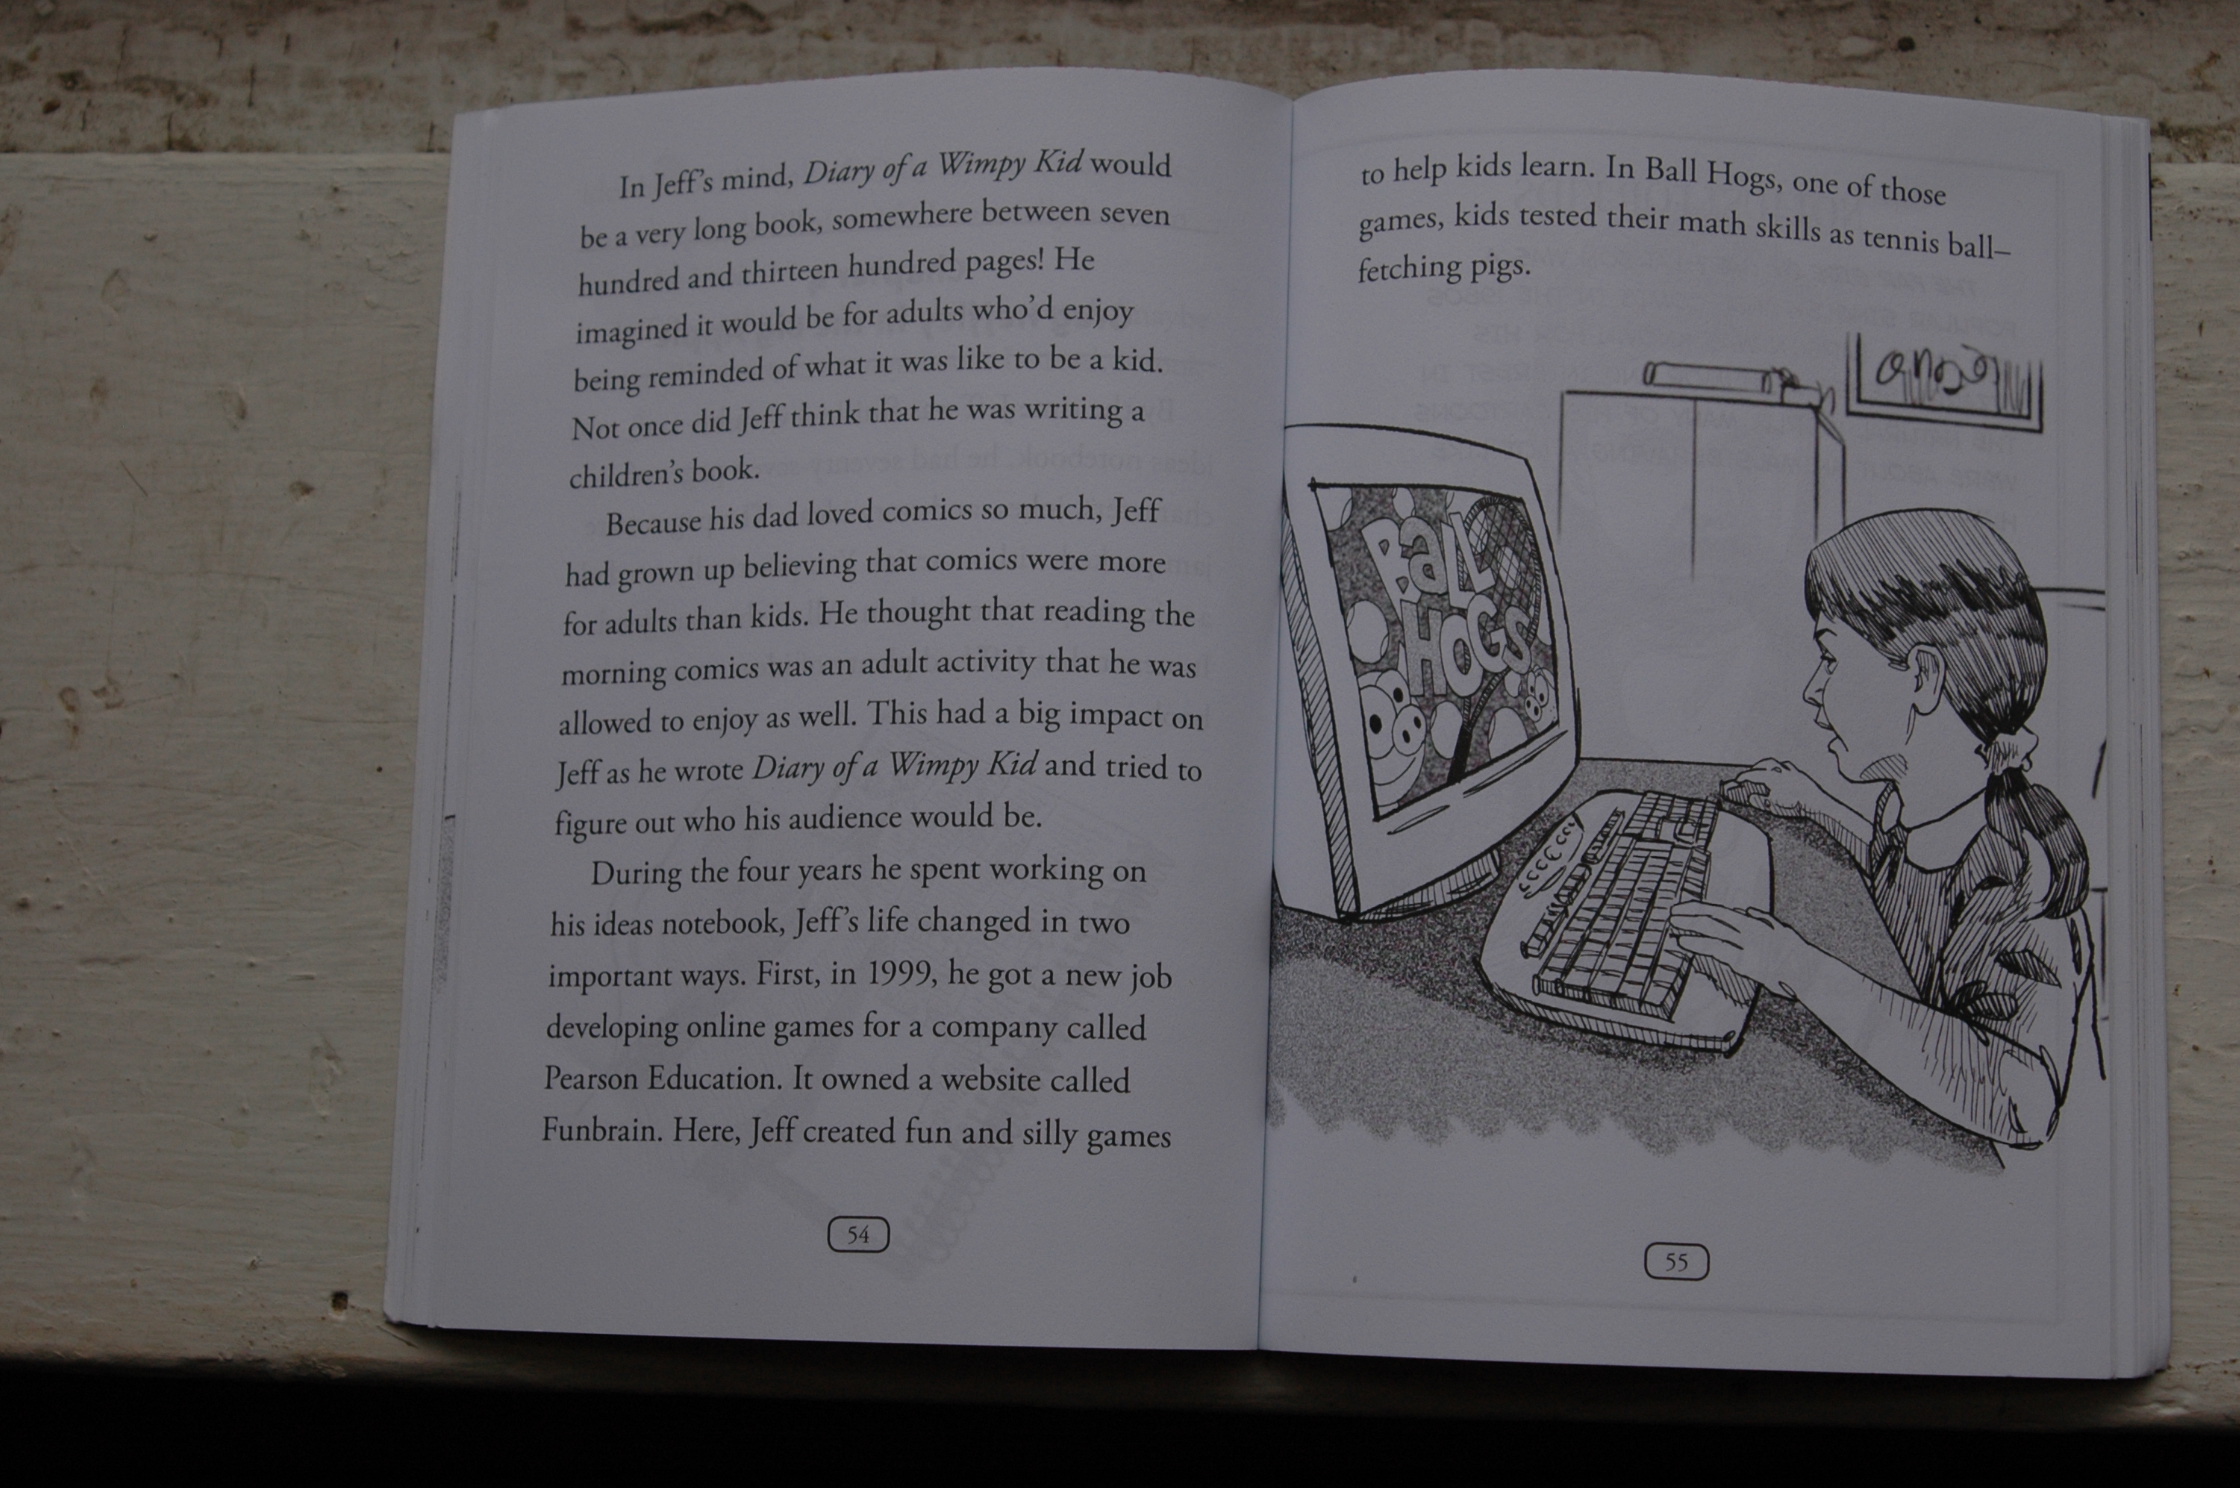 In Jeff's mind, Diary of a Wimpy Kid would
be a very long book, somewhere between seven
hundred and thirteen hundred pages! He
imagined it would be for adults who'd enjoy
being reminded of what it was like to be a kid.
Not once did Jeff think that he was writing a
children's book.
Because his dad loved comics so much, Jeff
had grown up believing that comics were more
for adults than kids. He thought that reading the
morning comics was an adult activity that he was
allowed to enjoy as well. This had a big impact on
Jeff as he wrote Diary of a Wimpy Kid and tried to
figure out who his audience would be.
During the four years he spent working on
his ideas notebook, Jeff's life changed in two
important ways. First, in 1999, he got a new job
developing online games for a company called
Pearson Education. It owned a website called
Funbrain. Here, Jeff created fun and silly games
54
to help kids learn. In Ball Hogs, one of those
games, kids tested their math skills as tennis ball–
fetching pigs.
BaLL
HOGS
55